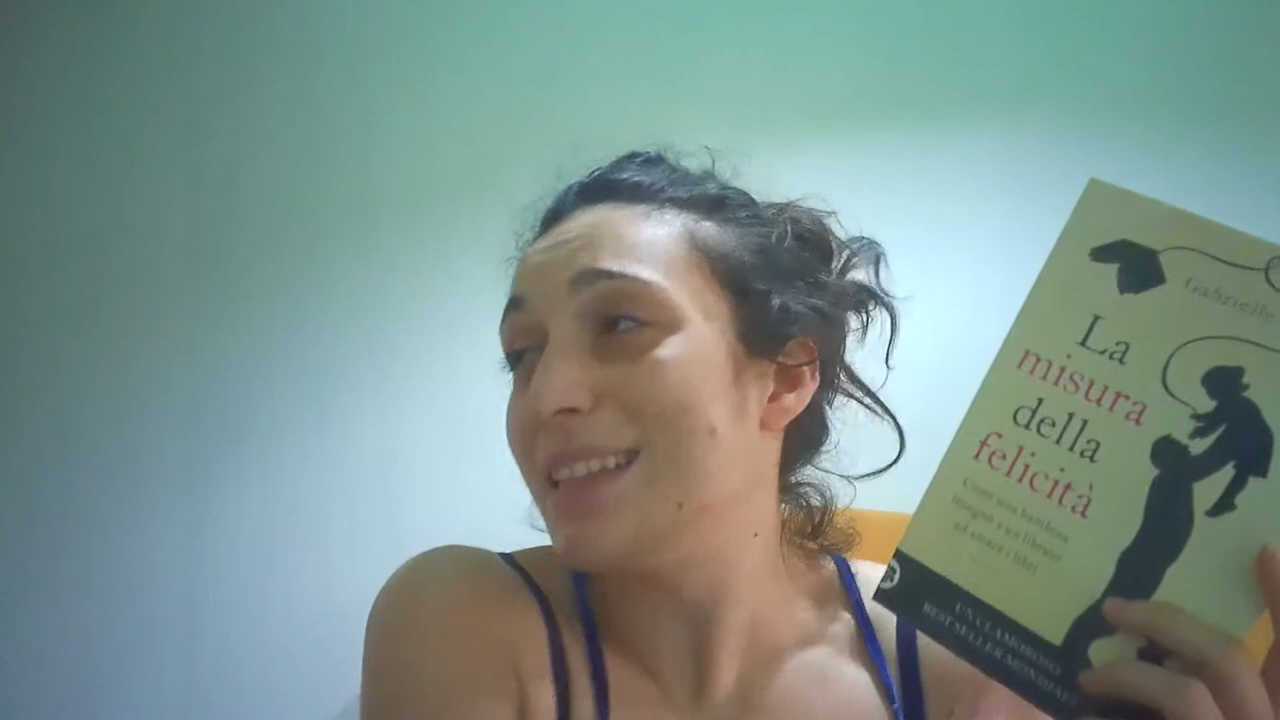 Gabrielle
La
misura
della
felicità
Come una bambina
insegnò a un libraio
ad amare i libri
UN CLAMOROSO
BESTSELLER MONDIALE